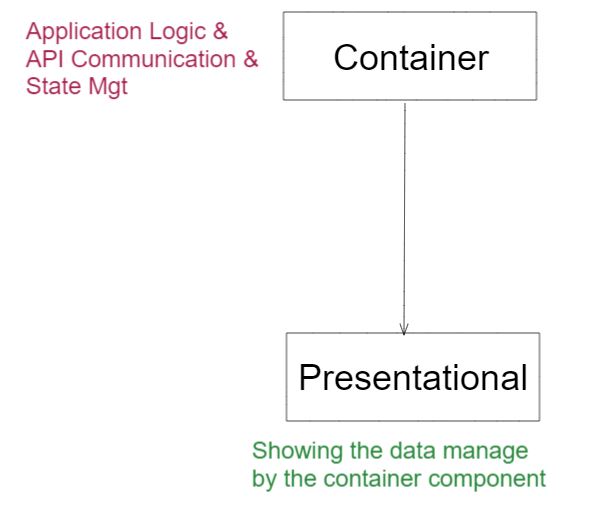 Application Logic &
API Communication &
State Mgt
Container
Presentational
Showing the data manage
by the container component